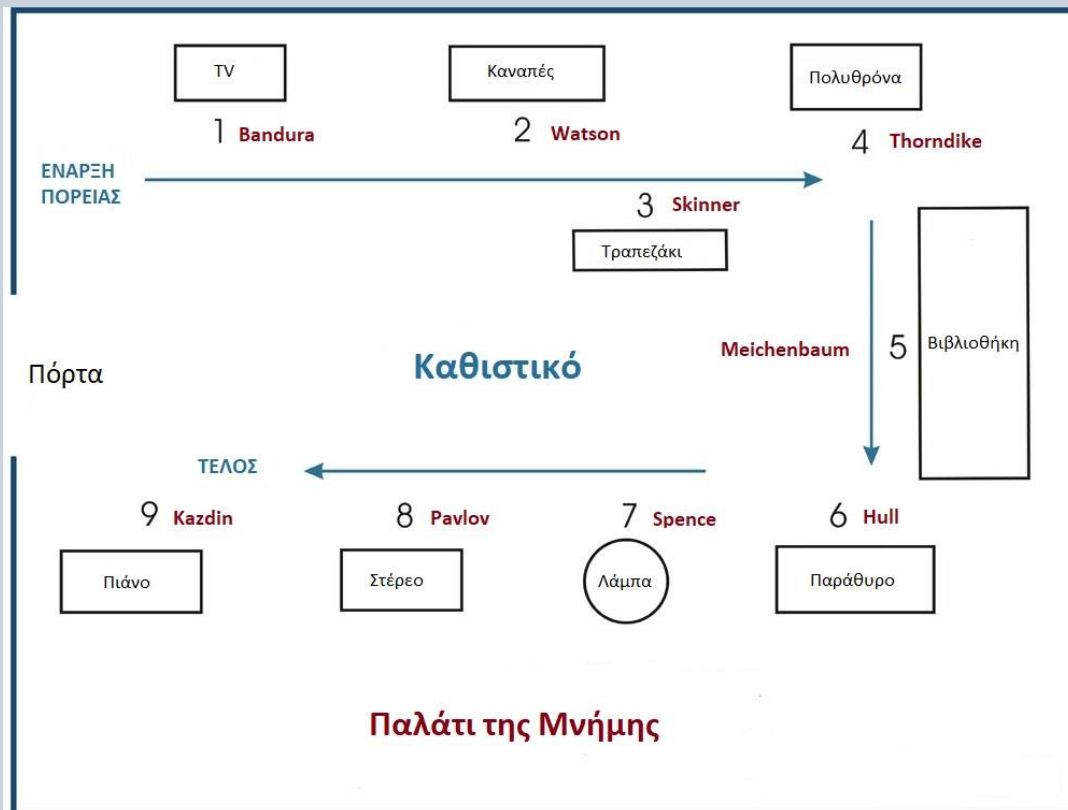 TV
Καναπές
Πολυθρόνα
1 Bandura
2 Watson
4 Thorndike
ΕΝΑΡΞΗ
ΠΟΡΕΙΑΣ
3 Skinner
Τραπεζάκι
Meichenbaum 5 Βιβλιοθήκη
Πόρτα
Καθιστικό
ΤΕΛΟΣ
9 Kazdin
8 Pavlov
7 Spence
6 Hull
Πιάνο
Στέρεο
Λάμπα
Παράθυρο
Παλάτι της Μνήμης